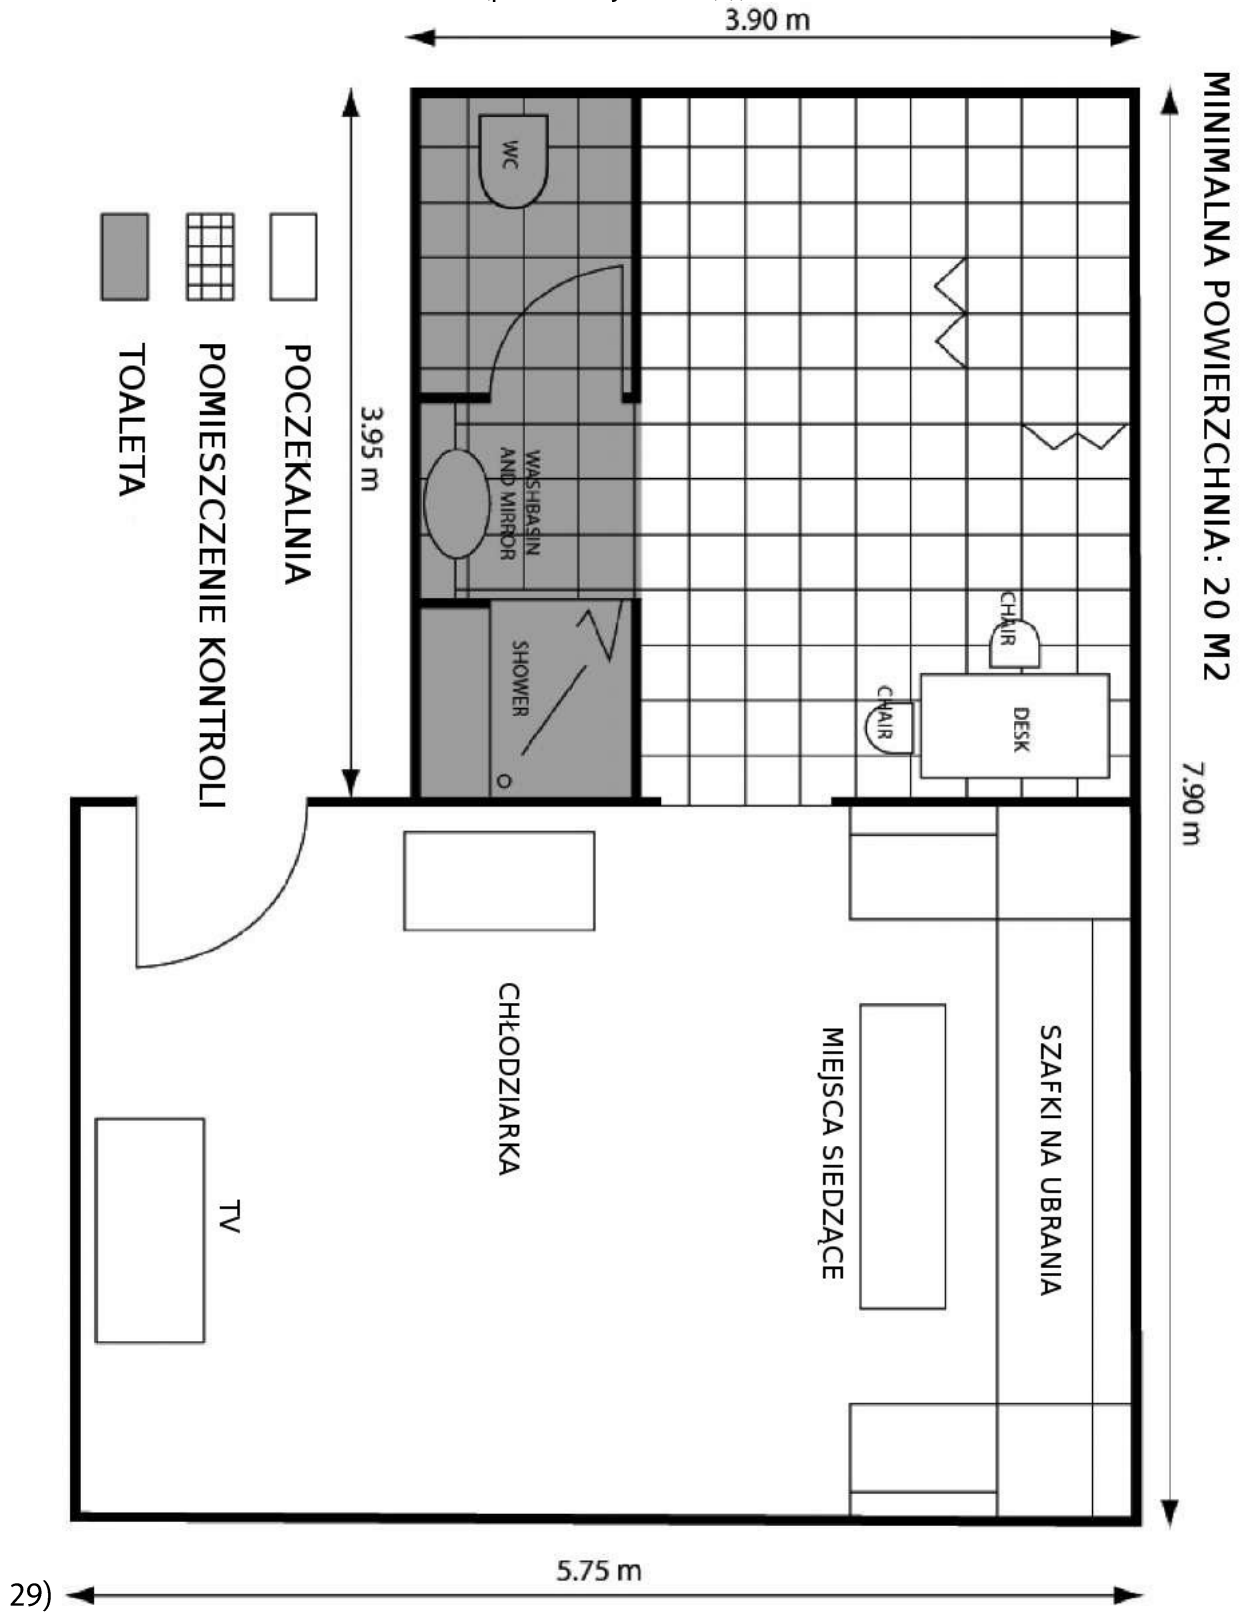 3.90 m
MINIMALNA POWIERZCHNIA: 20 M2
7.90 m
WC
WASHBASIN
AND MIRROR
SHOWER
CHAIR
CHAIR
DESK
3.95 m
POCZEKALNIA
POMIESZCZENIE KONTROLI
TOALETA
SZAFKI NA UBRANIA
MIEJSCA SIEDZĄCE
CHŁODZIARKA
TV
5.75 m
29)